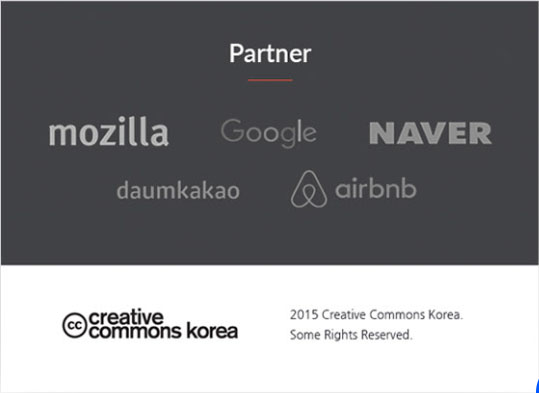 Partner
mozilla Google NAVER
daumkakao airbnb
cc creative
commons korea
2015 Creative Commons Korea.
Some Rights Reserved.